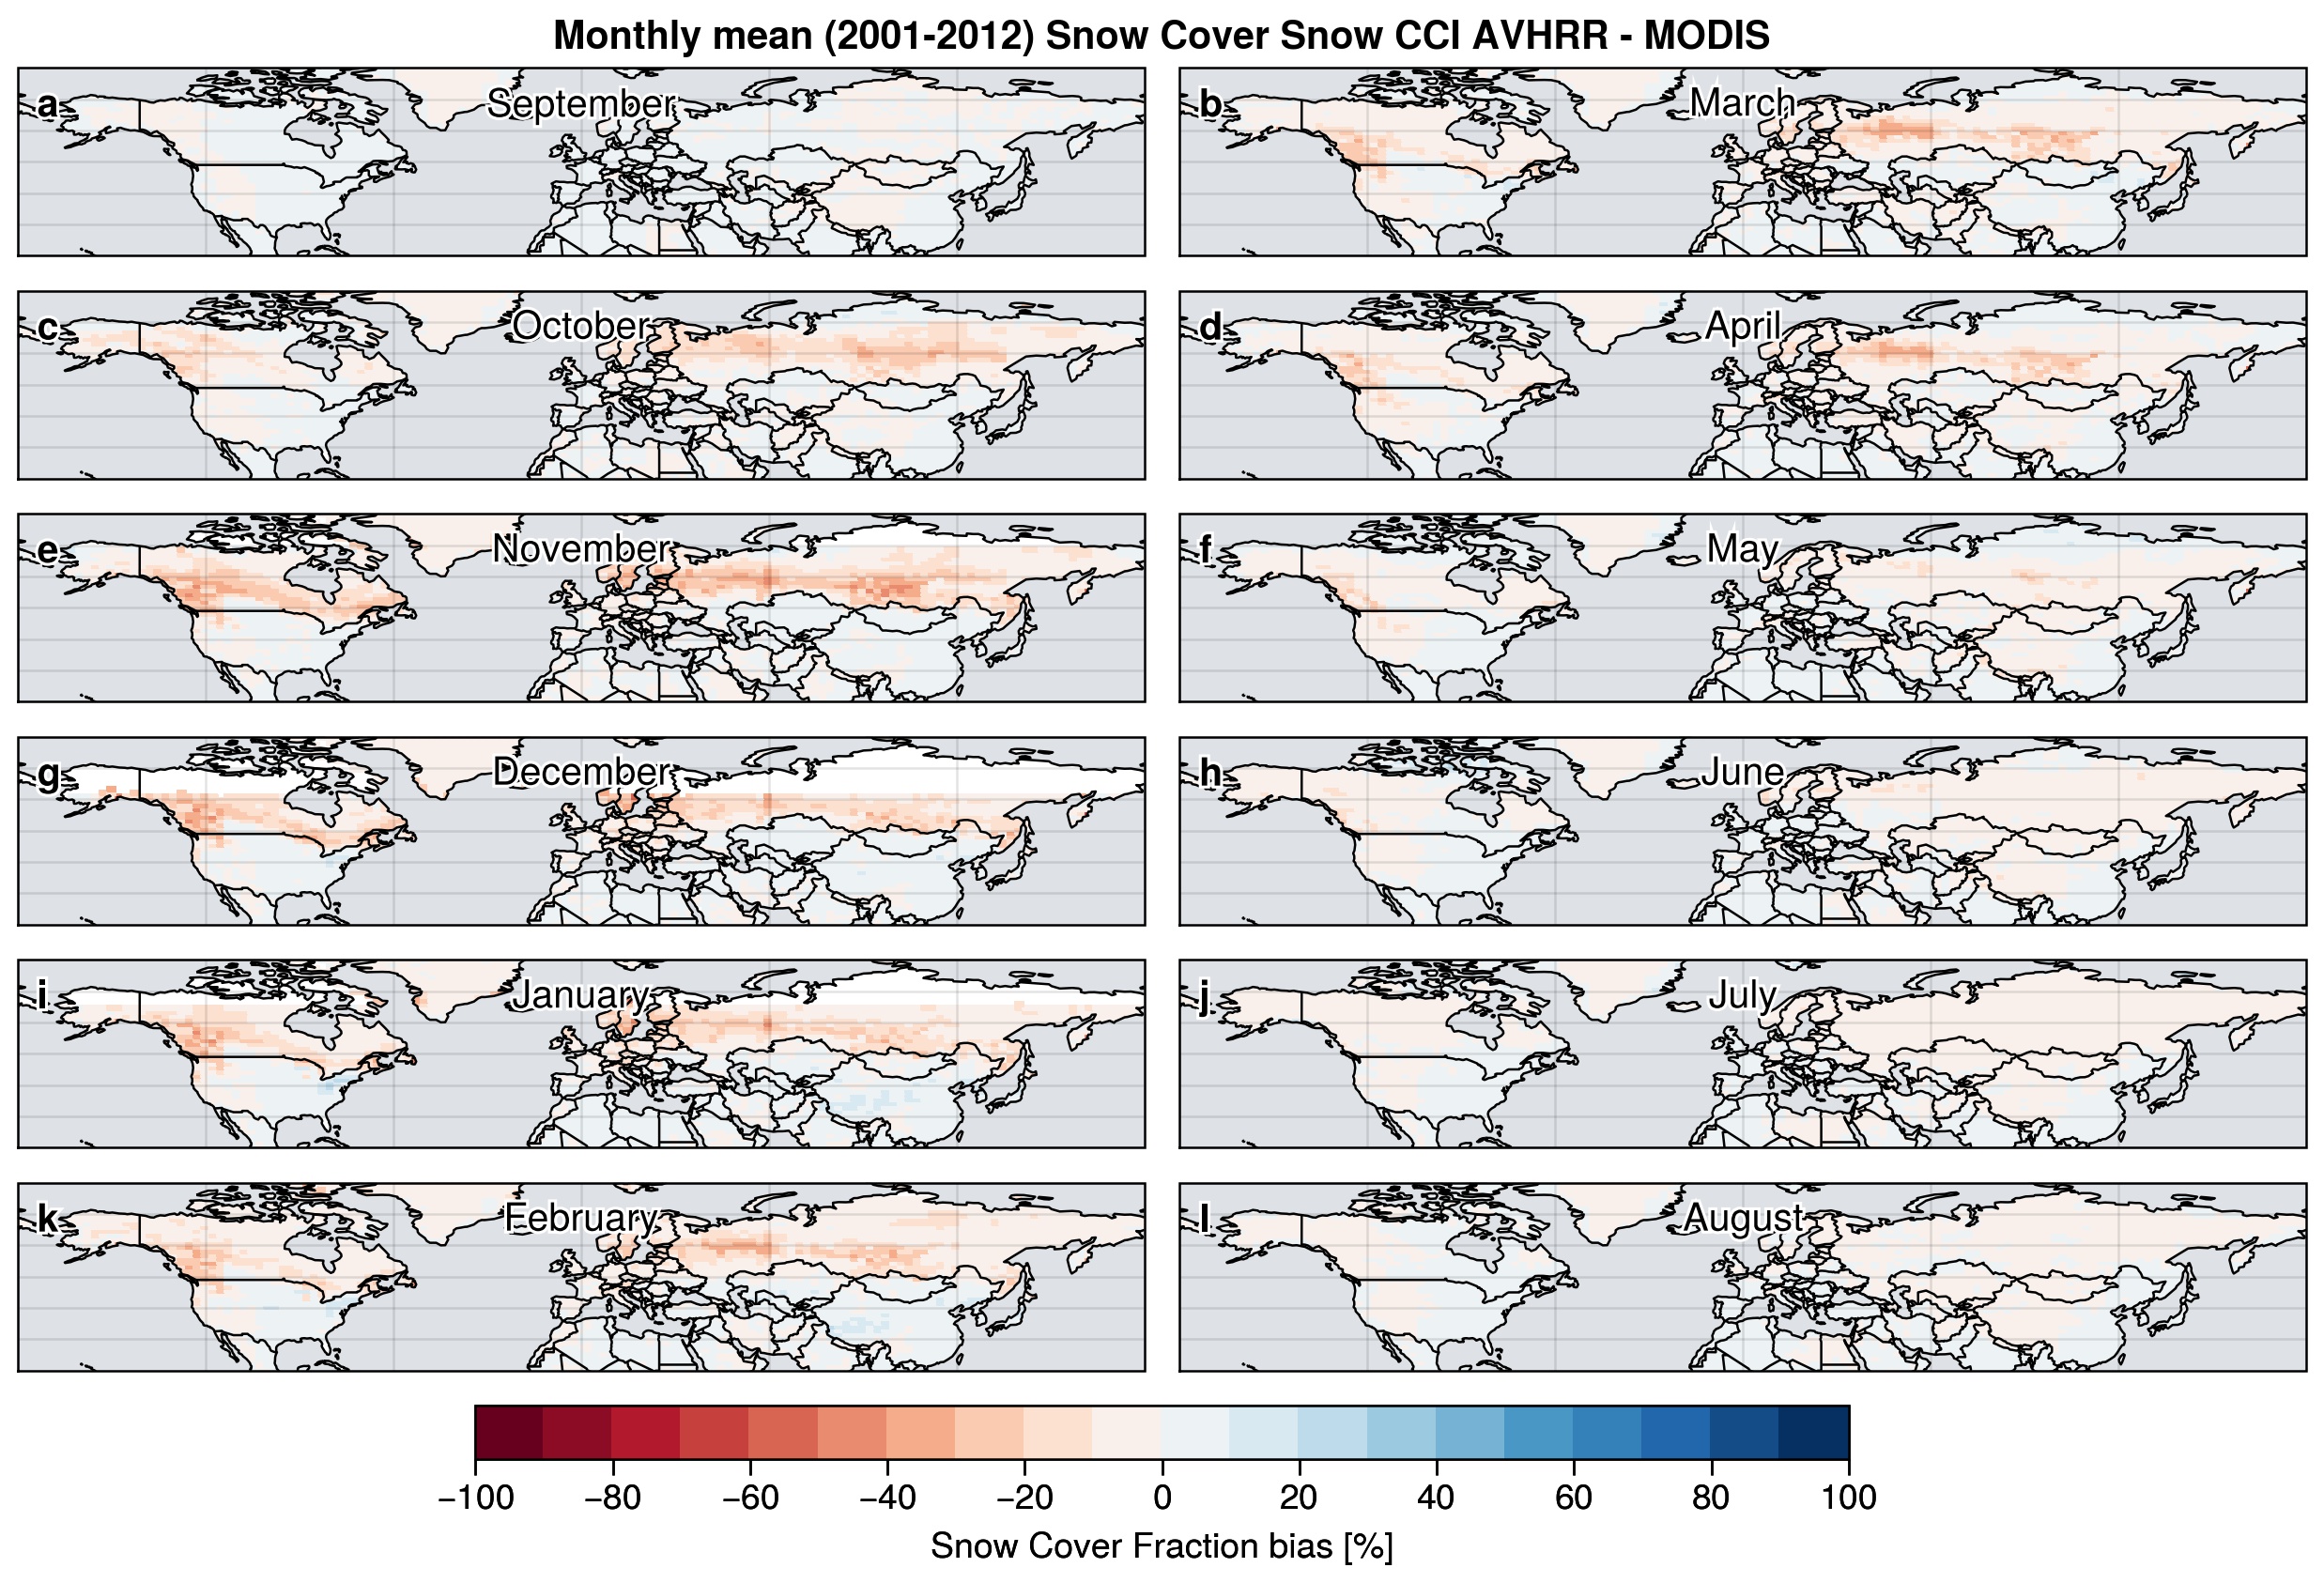 Monthly mean (2001-2012) Snow Cover Snow CCI AVHRR - MODIS
a September
b March
c October
d April
e November
f May
g December
h June
i January
j July
k February
l August
−100 −80 −60 −40 −20 0 20 40 60 80 100
Snow Cover Fraction bias [%]